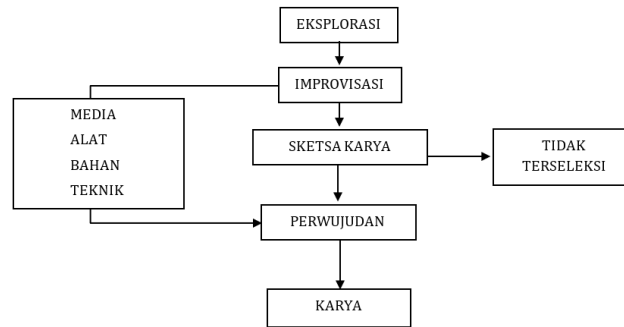 EKSPLORASI
IMPROVISASI
MEDIA
ALAT
BAHAN
TEKNIK
SKETSA KARYA
TIDAK
TERSELEKSI
PERWUJUDAN
KARYA